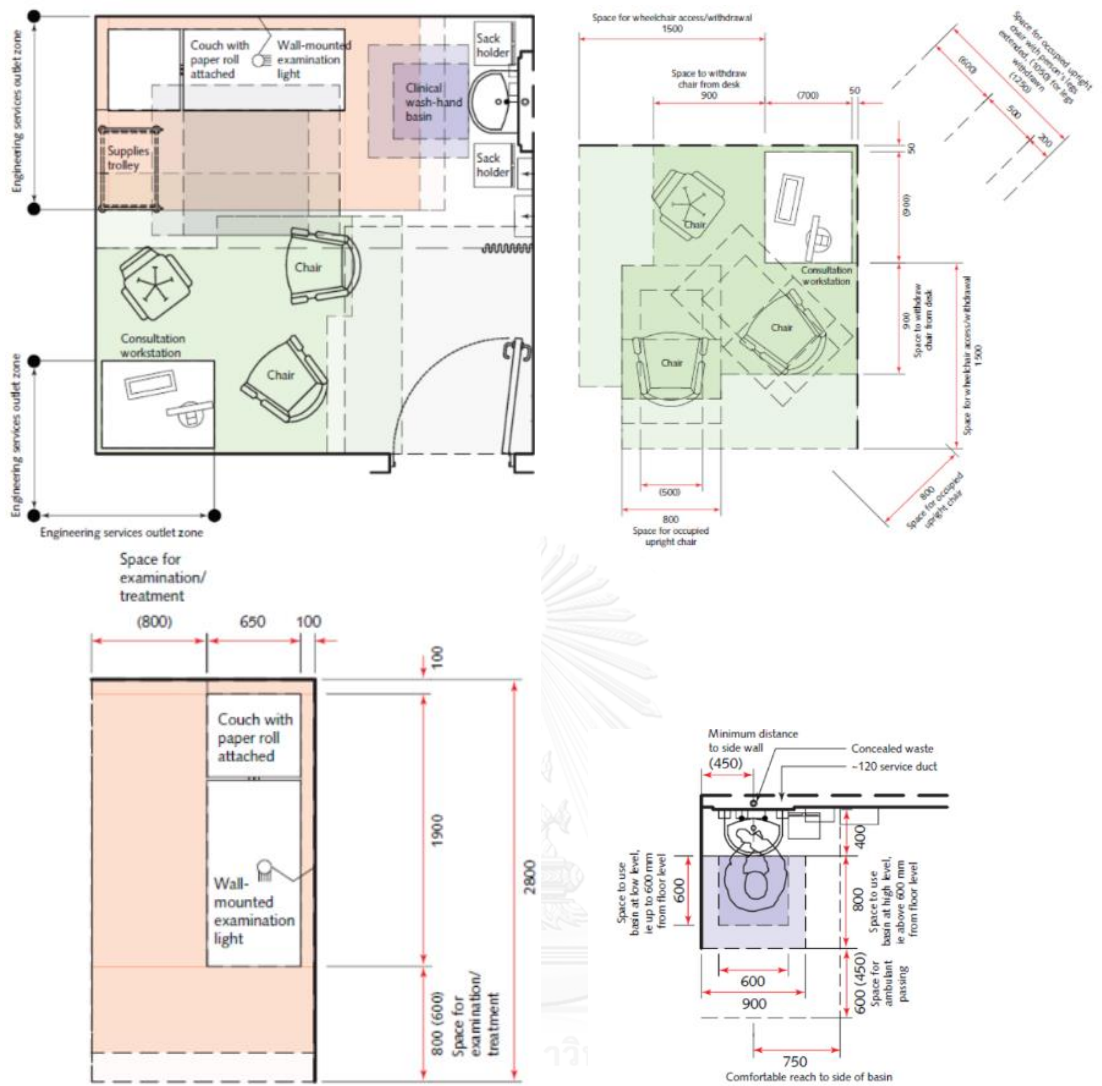 Engineering services outlet zone
Couch with
paper roll
attached
Wall-mounted
examination
light
Sack
holder
Clinical
wash-hand
basin
Supplies
trolley
Sack
holder
Chair
Consultation
workstation
Chair
Engineering services outlet zone
Engineering services outlet zone
Space for wheelchair access/withdrawal
1500
Space to withdraw
chair from desk
900
(700)
50
Space for occupied upright
chair with person's legs
extended, (1050) for legs
withdrawn
(1250)
(600)
500
200
50
(900)
Chair
Consultation
workstation
Chair
Chair
900
Space to withdraw
chair from desk
Space for wheelchair access/withdrawal
1500
(500)
800
Space for occupied
upright chair
800
Space for occupied
upright chair
Space for
examination/
treatment
(800)
650
100
100
Couch with
paper roll
attached
1900
2800
Wall-
mounted
examination
light
800 (600)
Space for
examination/
treatment
Minimum distance
to side wall
(450)
Concealed waste
~120 service duct
400
Space to use
basin at low level,
ie up to 600 mm
from floor level
600
800
Space to use
basin at high level,
ie above 600 mm
from floor level
600
900
600 (450)
Space for
ambulant
passing
750
Comfortable reach to side of basin